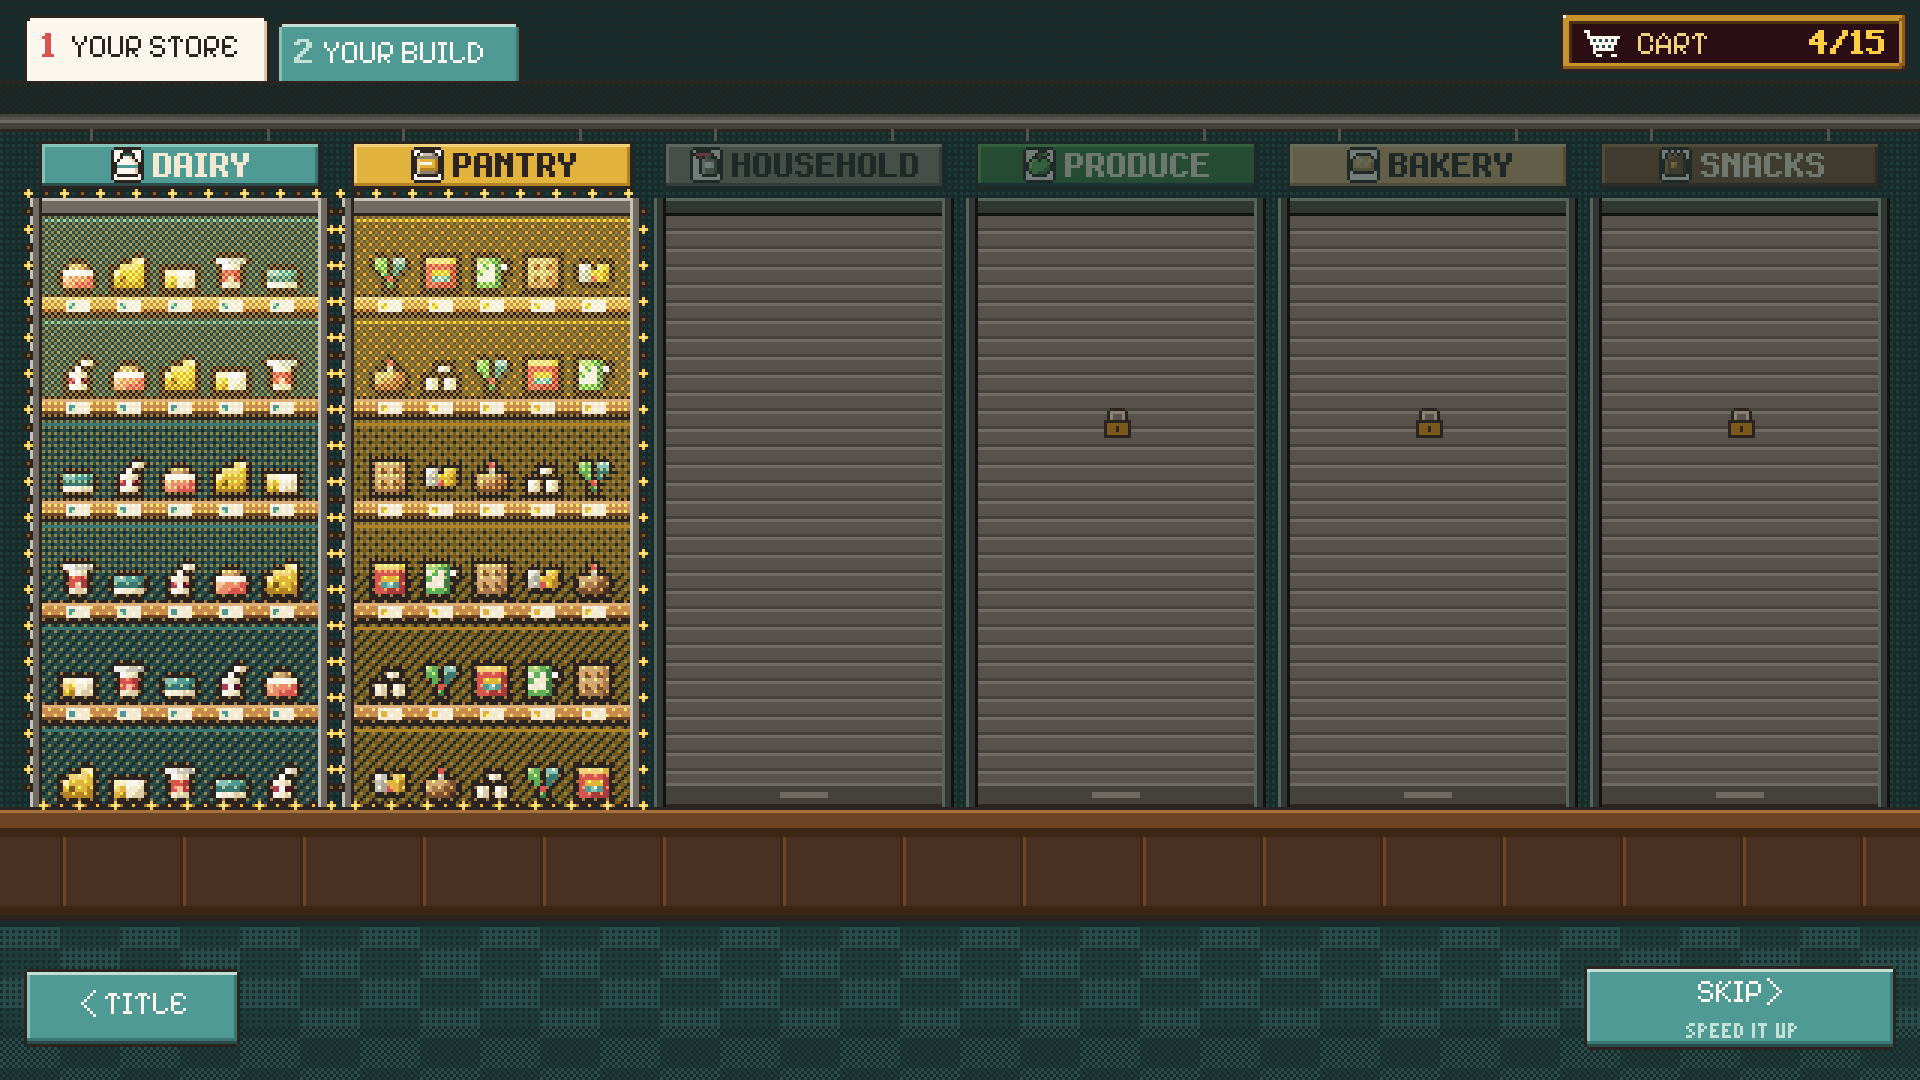 1 YOUR STORE
2 YOUR BUILD
CART 4/15
DAIRY
PANTRY
HOUSEHOLD
PRODUCE
BAKERY
SNACKS
< TITLE
SKIP >
SPEED IT UP